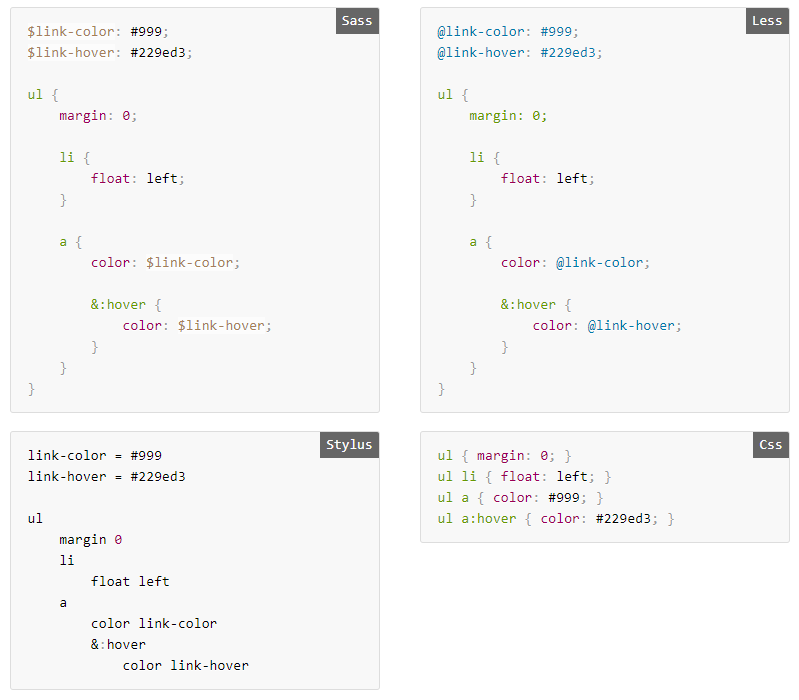 Sass
$link-color: #999;
$link-hover: #229ed3;

ul {
    margin: 0;

    li {
        float: left;
    }

    a {
        color: $link-color;

        &:hover {
            color: $link-hover;
        }
    }
}
Less
@link-color: #999;
@link-hover: #229ed3;

ul {
    margin: 0;

    li {
        float: left;
    }

    a {
        color: @link-color;

        &:hover {
            color: @link-hover;
        }
    }
}
Stylus
link-color = #999
link-hover = #229ed3

ul
    margin 0
    li
        float left
    a
        color link-color
        &:hover
            color link-hover
Css
ul { margin: 0; }
ul li { float: left; }
ul a { color: #999; }
ul a:hover { color: #229ed3; }